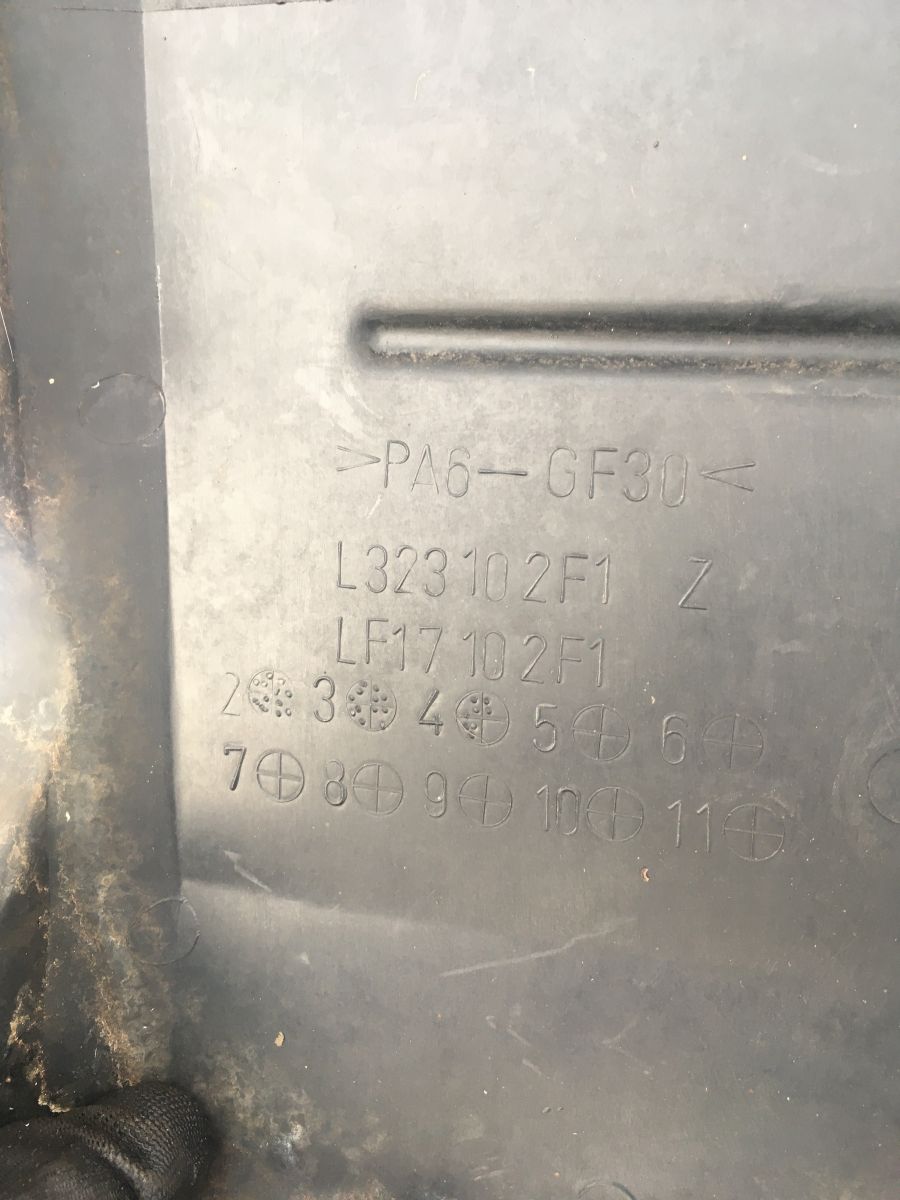 >PA6-GF30<
L323 10 2F1 Z
LF17 10 2F1
2 3 4 5 6
7 8 9 10 11